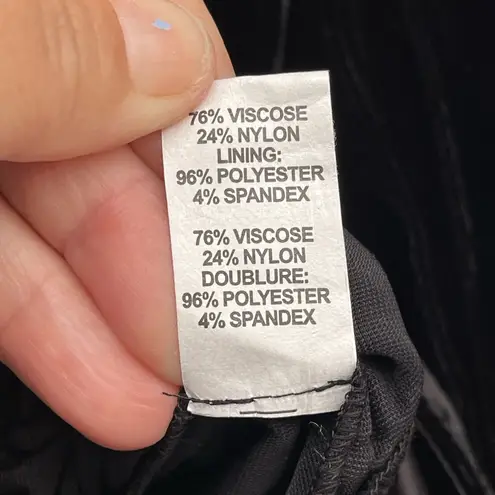 76% VISCOSE
24% NYLON
LINING:
96% POLYESTER
4% SPANDEX
76% VISCOSE
24% NYLON
DOUBLURE:
96% POLYESTER
4% SPANDEX